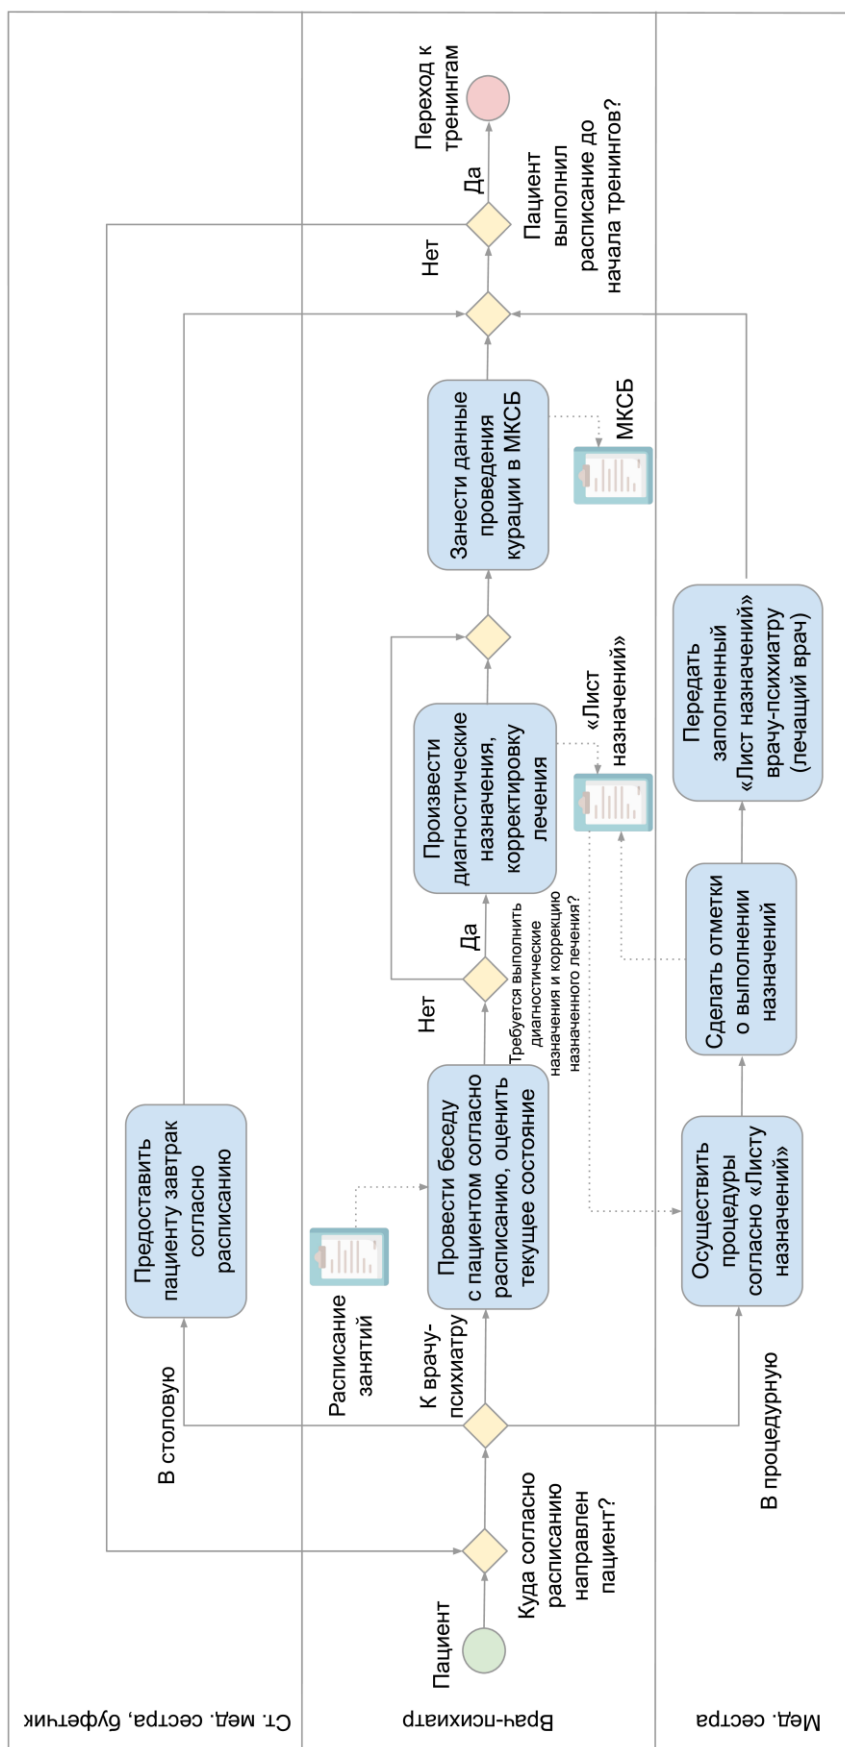 Ст. мед. сестра, буфетчик
Врач-психиатр
Мед. сестра
Пациент
Куда согласно
расписанию
направлен
пациент?
В столовую
К врачу-
психиатру
В процедурную
Предоставить
пациенту завтрак
согласно
расписанию
Расписание
занятий
Провести беседу
с пациентом согласно
расписанию, оценить
текущее состояние
Осуществить
процедуры
согласно «Листу
назначений»
Нет
Да
Требуется выполнить
диагностические
назначения и коррекцию
назначенного лечения?
Сделать отметки
о выполнении
назначений
Произвести
диагностические
назначения,
корректировку
лечения
«Лист
назначений»
Передать
заполненный
«Лист назначений»
врачу-психиатру
(лечащий врач)
Занести данные
проведения
курации в МКСБ
МКСБ
Нет
Да
Пациент
выполнил
расписание до
начала тренингов?
Переход к
тренингам